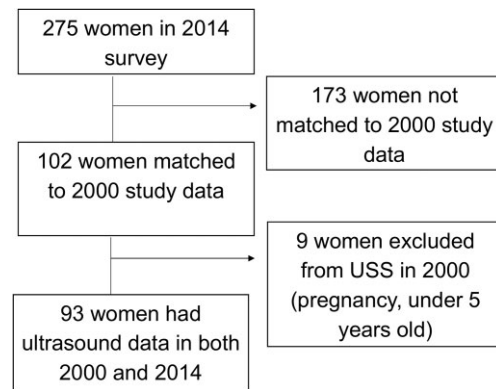 275 women in 2014
survey
173 women not
matched to 2000 study
data
102 women matched
to 2000 study data
9 women excluded
from USS in 2000
(pregnancy, under 5
years old)
93 women had
ultrasound data in both
2000 and 2014